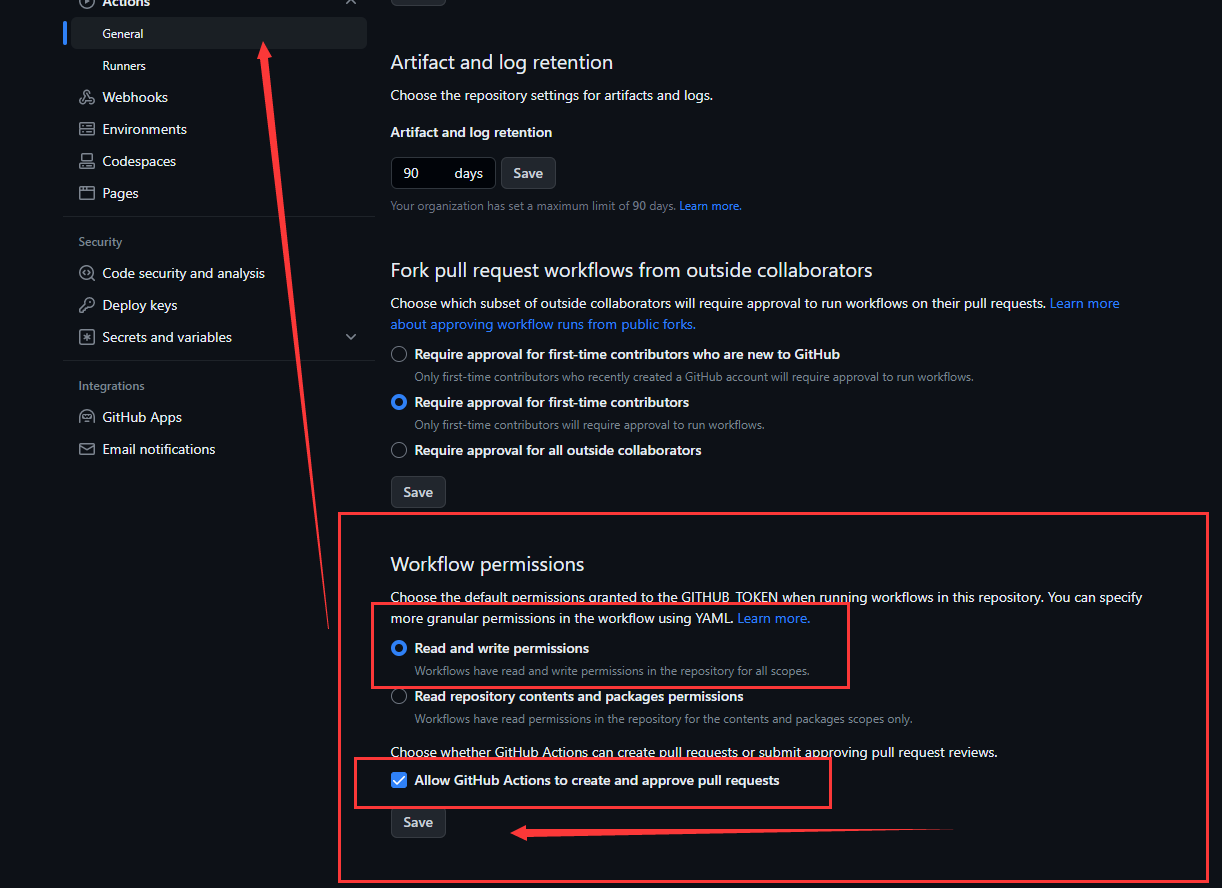 Actions
General
Runners
Webhooks
Environments
Codespaces
Pages
Security
Code security and analysis
Deploy keys
Secrets and variables
Integrations
GitHub Apps
Email notifications
Artifact and log retention
Choose the repository settings for artifacts and logs.
Artifact and log retention
90 days Save
Your organization has set a maximum limit of 90 days. Learn more.
Fork pull request workflows from outside collaborators
Choose which subset of outside collaborators will require approval to run workflows on their pull requests. Learn more
about approving workflow runs from public forks.
Require approval for first-time contributors who are new to GitHub
Only first-time contributors who recently created a GitHub account will require approval to run workflows.
Require approval for first-time contributors
Only first-time contributors will require approval to run workflows.
Require approval for all outside collaborators
Save
Workflow permissions
Choose the default permissions granted to the GITHUB_TOKEN when running workflows in this repository. You can specify
more granular permissions in the workflow using YAML. Learn more.
Read and write permissions
Workflows have read and write permissions in the repository for all scopes.
Read repository contents and packages permissions
Workflows have read permissions in the repository for the contents and packages scopes only.
Choose whether GitHub Actions can create pull requests or submit approving pull request reviews.
Allow GitHub Actions to create and approve pull requests
Save